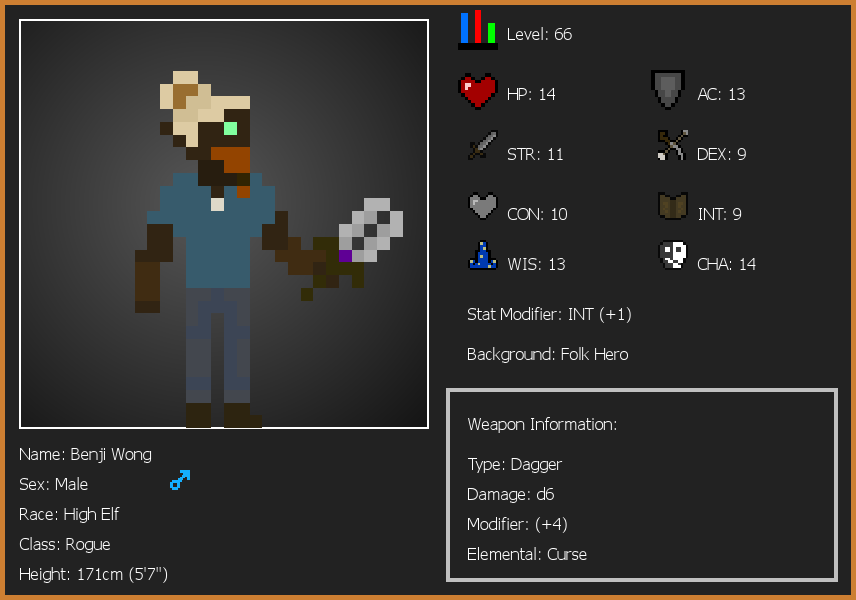 Level: 66
HP: 14
AC: 13
STR: 11
DEX: 9
CON: 10
INT: 9
WIS: 13
CHA: 14
Stat Modifier: INT (+1)
Background: Folk Hero
Weapon Information:
Type: Dagger
Damage: d6
Modifier: (+4)
Elemental: Curse
Name: Benji Wong
Sex: Male
Race: High Elf
Class: Rogue
Height: 171cm (5'7")